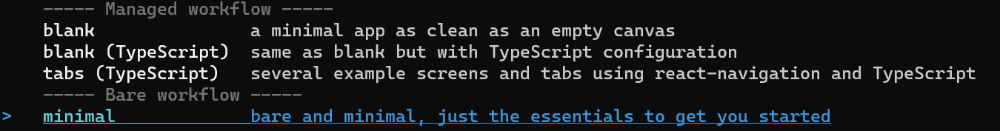 ----- Managed workflow -----
blank               a minimal app as clean as an empty canvas
blank (TypeScript)  same as blank but with TypeScript configuration
tabs (TypeScript)   several example screens and tabs using react-navigation and TypeScript
----- Bare workflow -----
>   minimal             bare and minimal, just the essentials to get you started